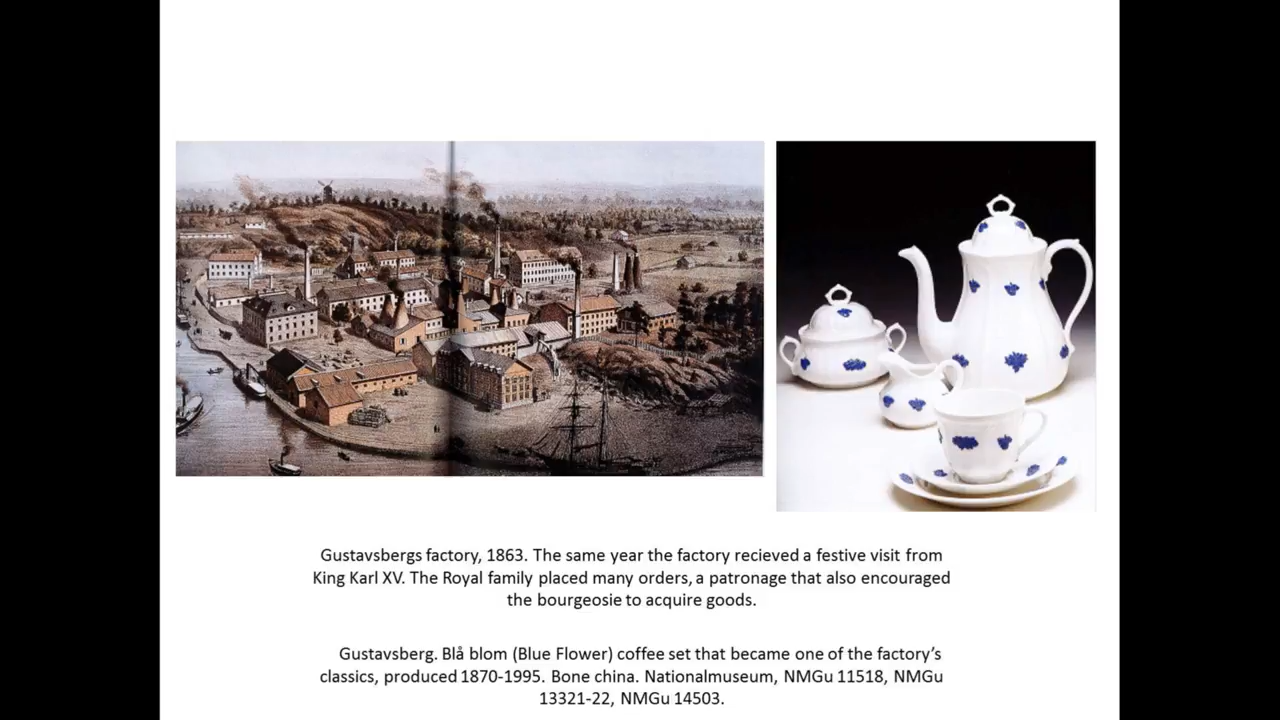 Gustavsbergs factory, 1863. The same year the factory recieved a festive visit from
King Karl XV. The Royal family placed many orders, a patronage that also encouraged
the bourgeosie to acquire goods.
Gustavsberg. Blå blom (Blue Flower) coffee set that became one of the factory’s
classics, produced 1870-1995. Bone china. Nationalmuseum, NMGu 11518, NMGu
13321-22, NMGu 14503.